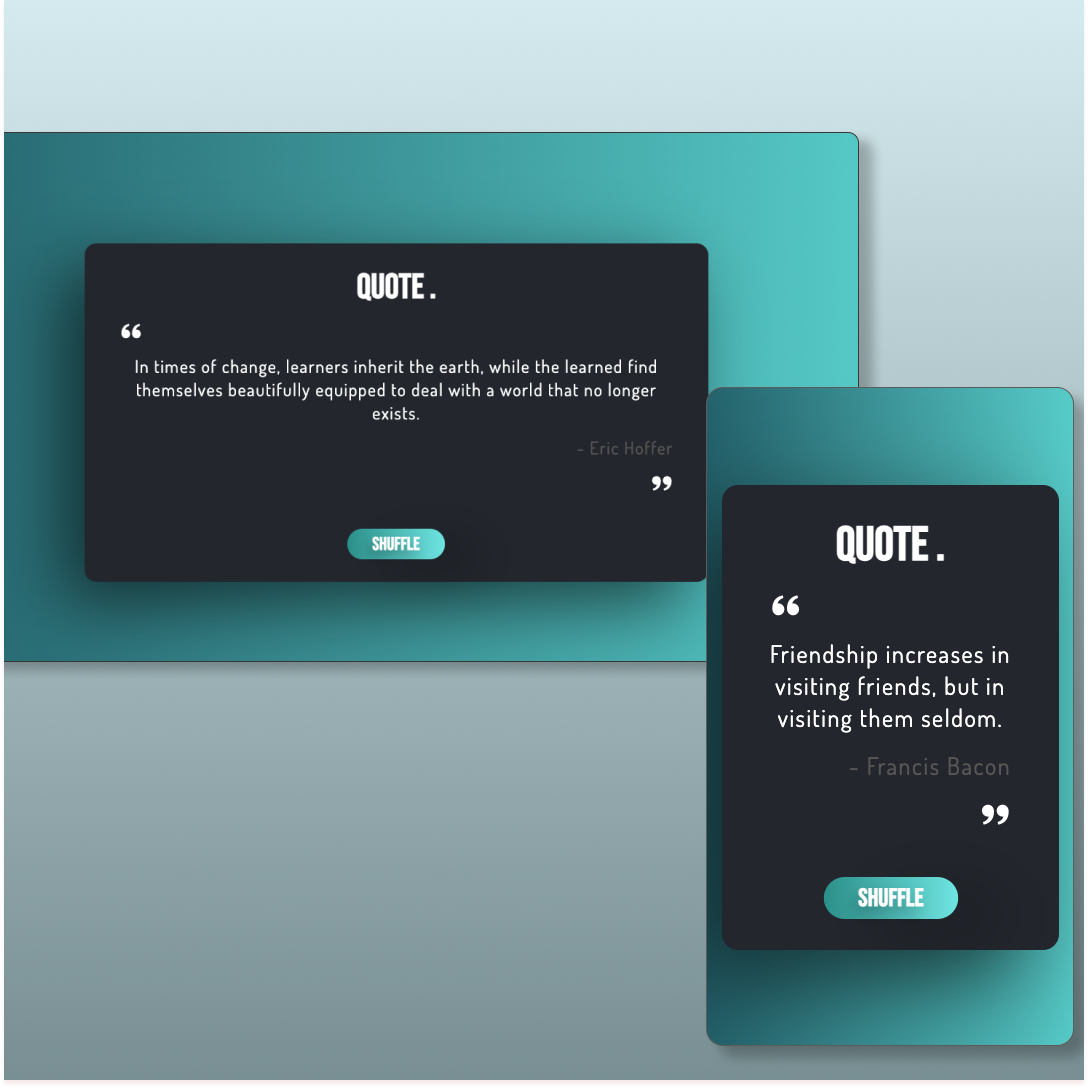 QUOTE .
“
In times of change, learners inherit the earth, while the learned find
themselves beautifully equipped to deal with a world that no longer
exists.
- Eric Hoffer
”
SHUFFLE
QUOTE .
“
Friendship increases in
visiting friends, but in
visiting them seldom.
- Francis Bacon
”
SHUFFLE